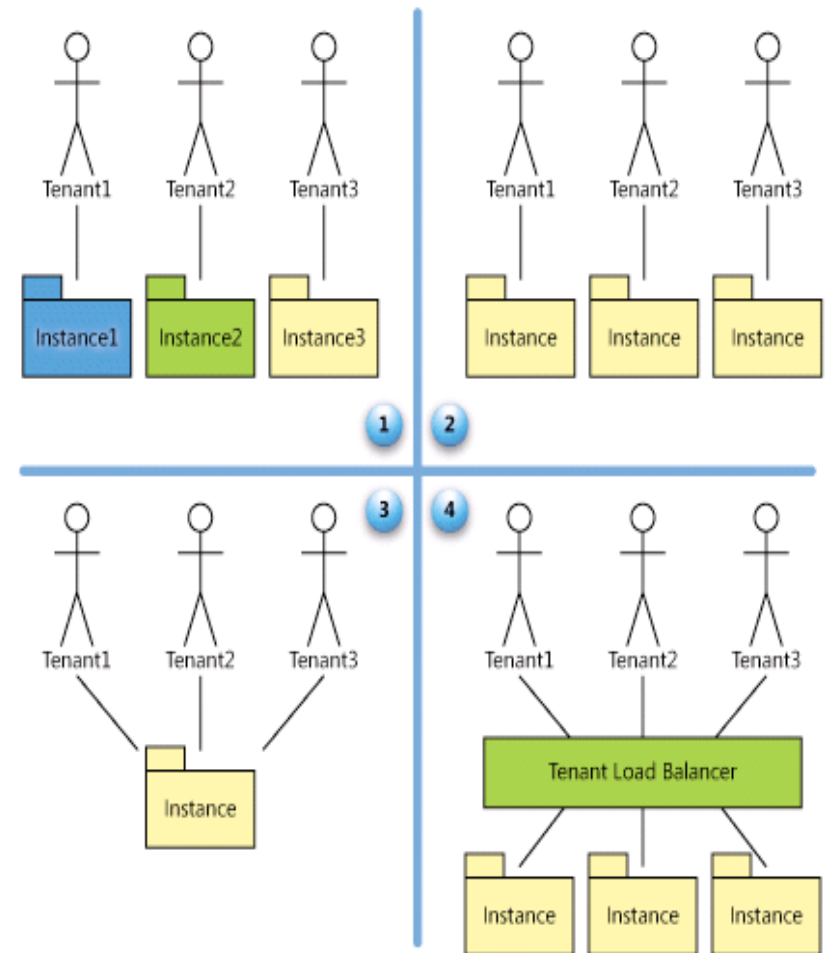 Tenant1 Tenant2 Tenant3
Instance1 Instance2 Instance3
1
Tenant1 Tenant2 Tenant3
Instance Instance Instance
2
3
Tenant1 Tenant2 Tenant3
Instance
4
Tenant1 Tenant2 Tenant3
Tenant Load Balancer
Instance Instance Instance